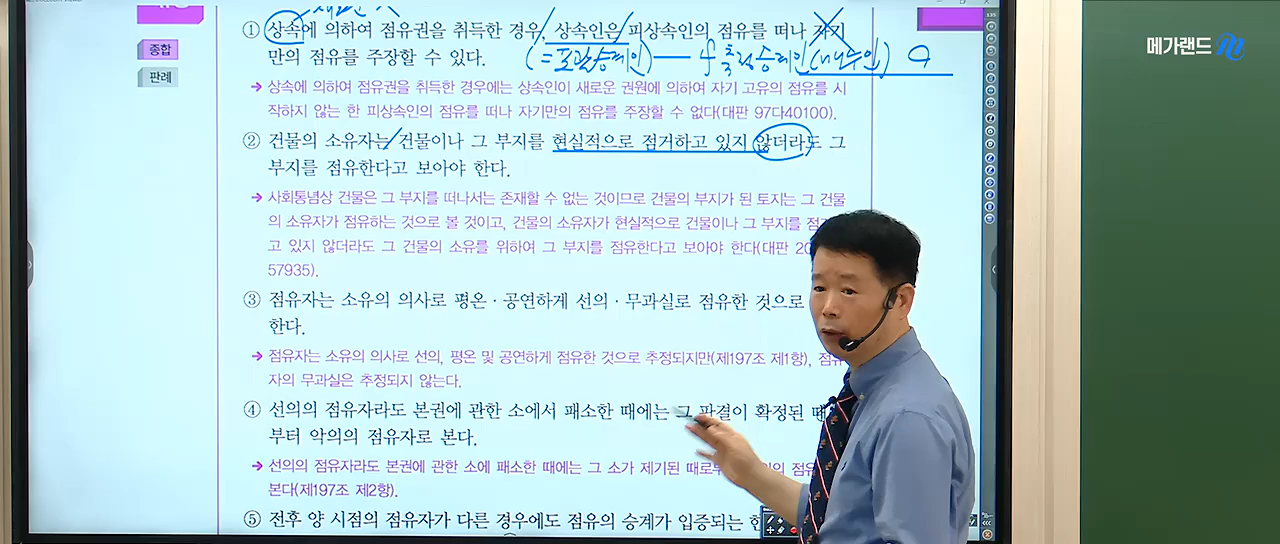 ① 상속에 의하여 점유권을 취득한 경우, 상속인은 피상속인의 점유를 떠나 자기
만의 점유를 주장할 수 있다.
종합
판례
메가랜드
→ 상속에 의하여 점유권을 취득한 경우에는 상속인이 새로운 권원에 의하여 자기 고유의 점유를 시
작하지 않는 한 피상속인의 점유를 떠나 자기만의 점유를 주장할 수 없다(대판 97다40100).
② 건물의 소유자는 건물이나 그 부지를 현실적으로 점거하고 있지 않더라도 그
부지를 점유한다고 보아야 한다.
→ 사회통념상 건물은 그 부지를 떠나서는 존재할 수 없는 것이므로 건물의 부지가 된 토지는 그 건물
의 소유자가 점유하는 것으로 볼 것이고, 건물의 소유자가 현실적으로 건물이나 그 부지를
고 있지 않더라도 그 건물의 소유를 위하여 그 부지를 점유한다고 보아야 한다(대판
57935).
③ 점유자는 소유의 의사로 평온·공연하게 선의·무과실로 점유한 것으로
한다.
→ 점유자는 소유의 의사로 선의, 평온 및 공연하게 점유한 것으로 추정되지만(제197조 제1항), 점유
자의 무과실은 추정되지 않는다.
④ 선의의 점유자라도 본권에 관한 소에서 패소한 때에는 그 판결이 확정된
부터 악의의 점유자로 본다.
→ 선의의 점유자라도 본권에 관한 소에 패소한 때에는 그 소가 제기된
본다(제197조 제2항).
⑤ 전후 양 시점의 점유자가 다른 경우에도 점유의 승계가 입증되는